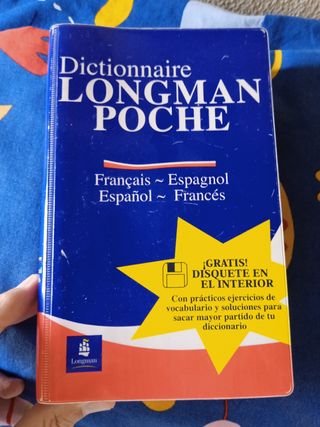 Dictionnaire
LONGMAN
POCHE
Français ~ Espagnol
Español ~ Francés
¡GRATIS!
DISQUETE EN
EL INTERIOR
Con prácticos ejercicios de
vocabulario y soluciones para
sacar mayor partido de tu
diccionario
Longman